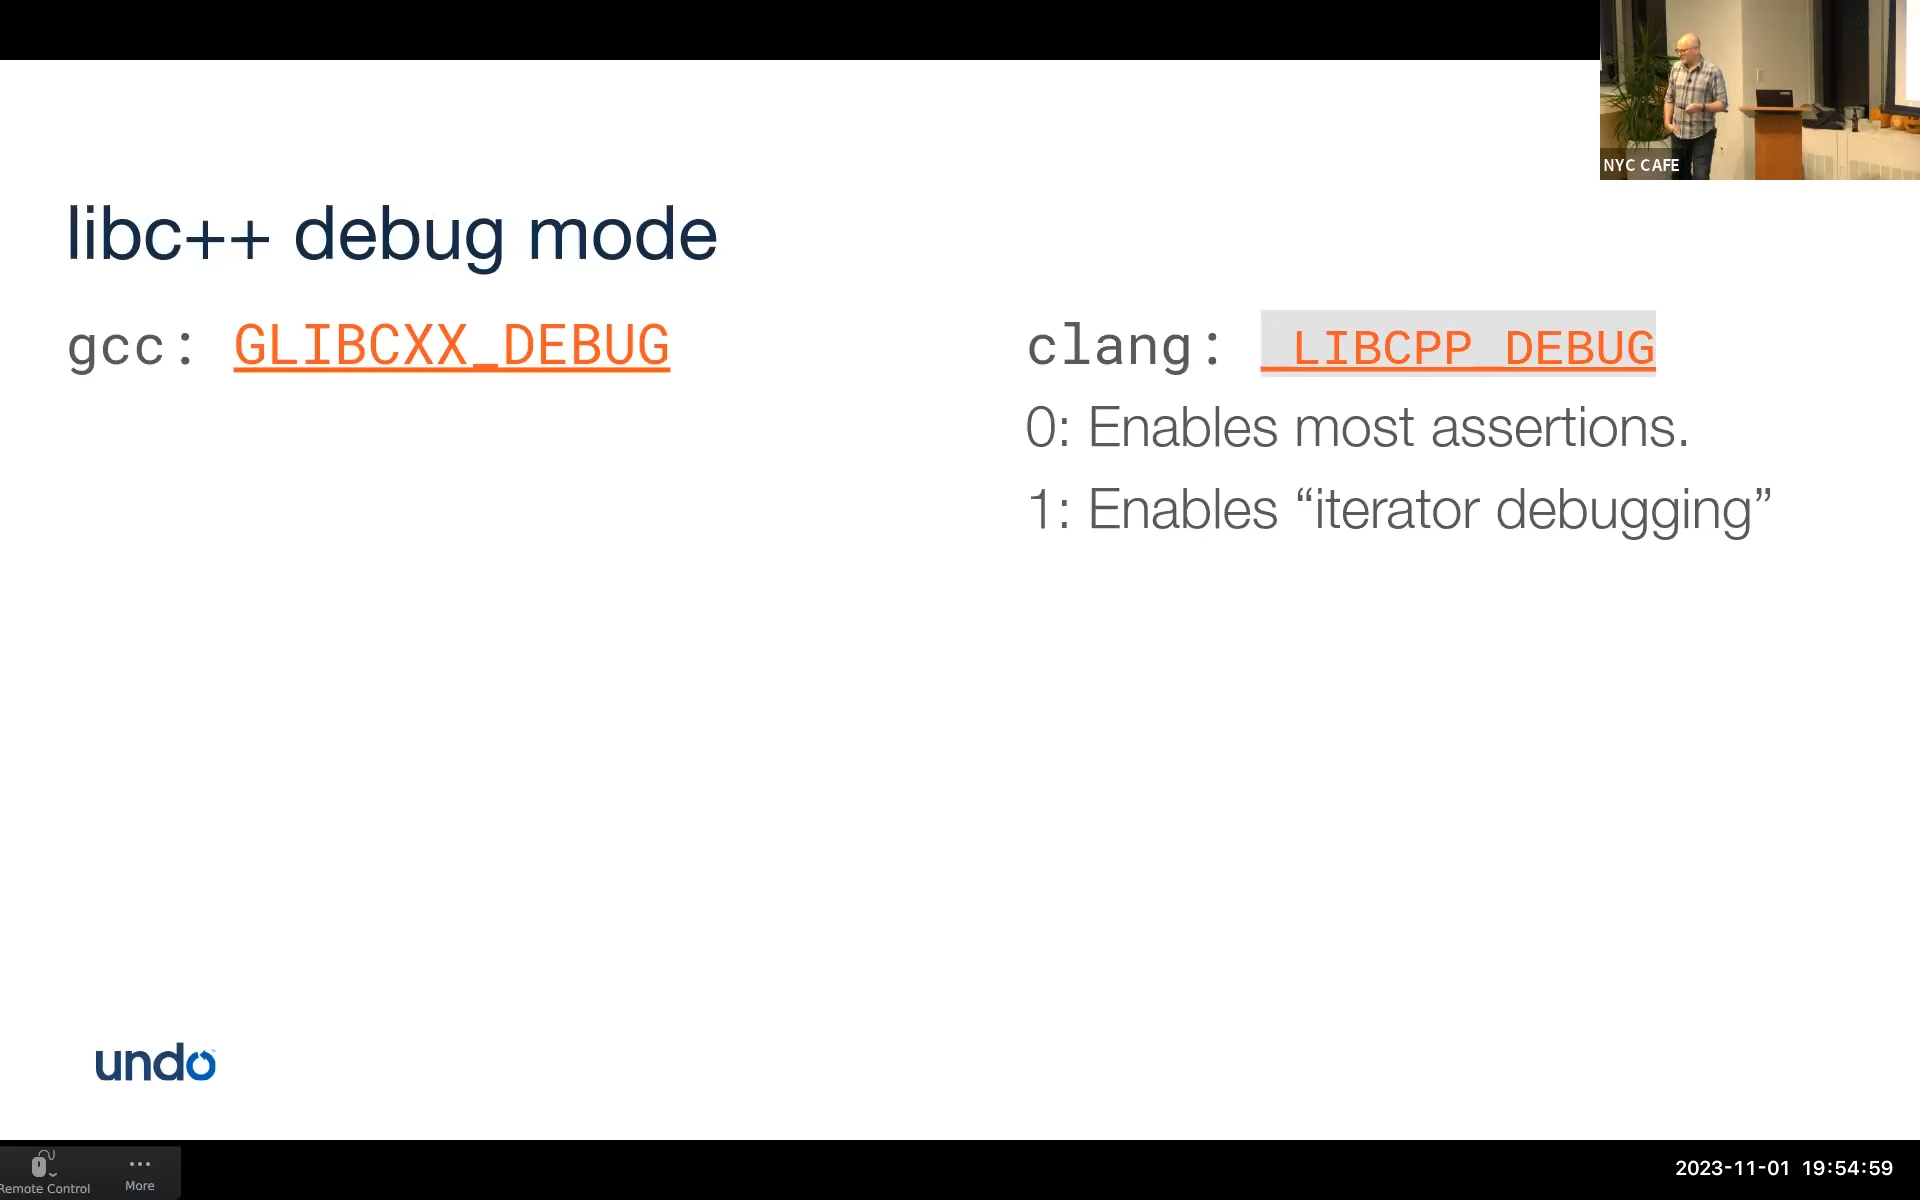 NYC CAFE
libc++ debug mode
gcc: GLIBCXX_DEBUG
clang: _LIBCPP_DEBUG
0: Enables most assertions.
1: Enables “iterator debugging”
undo
Remote Control
More
2023-11-01 19:54:59